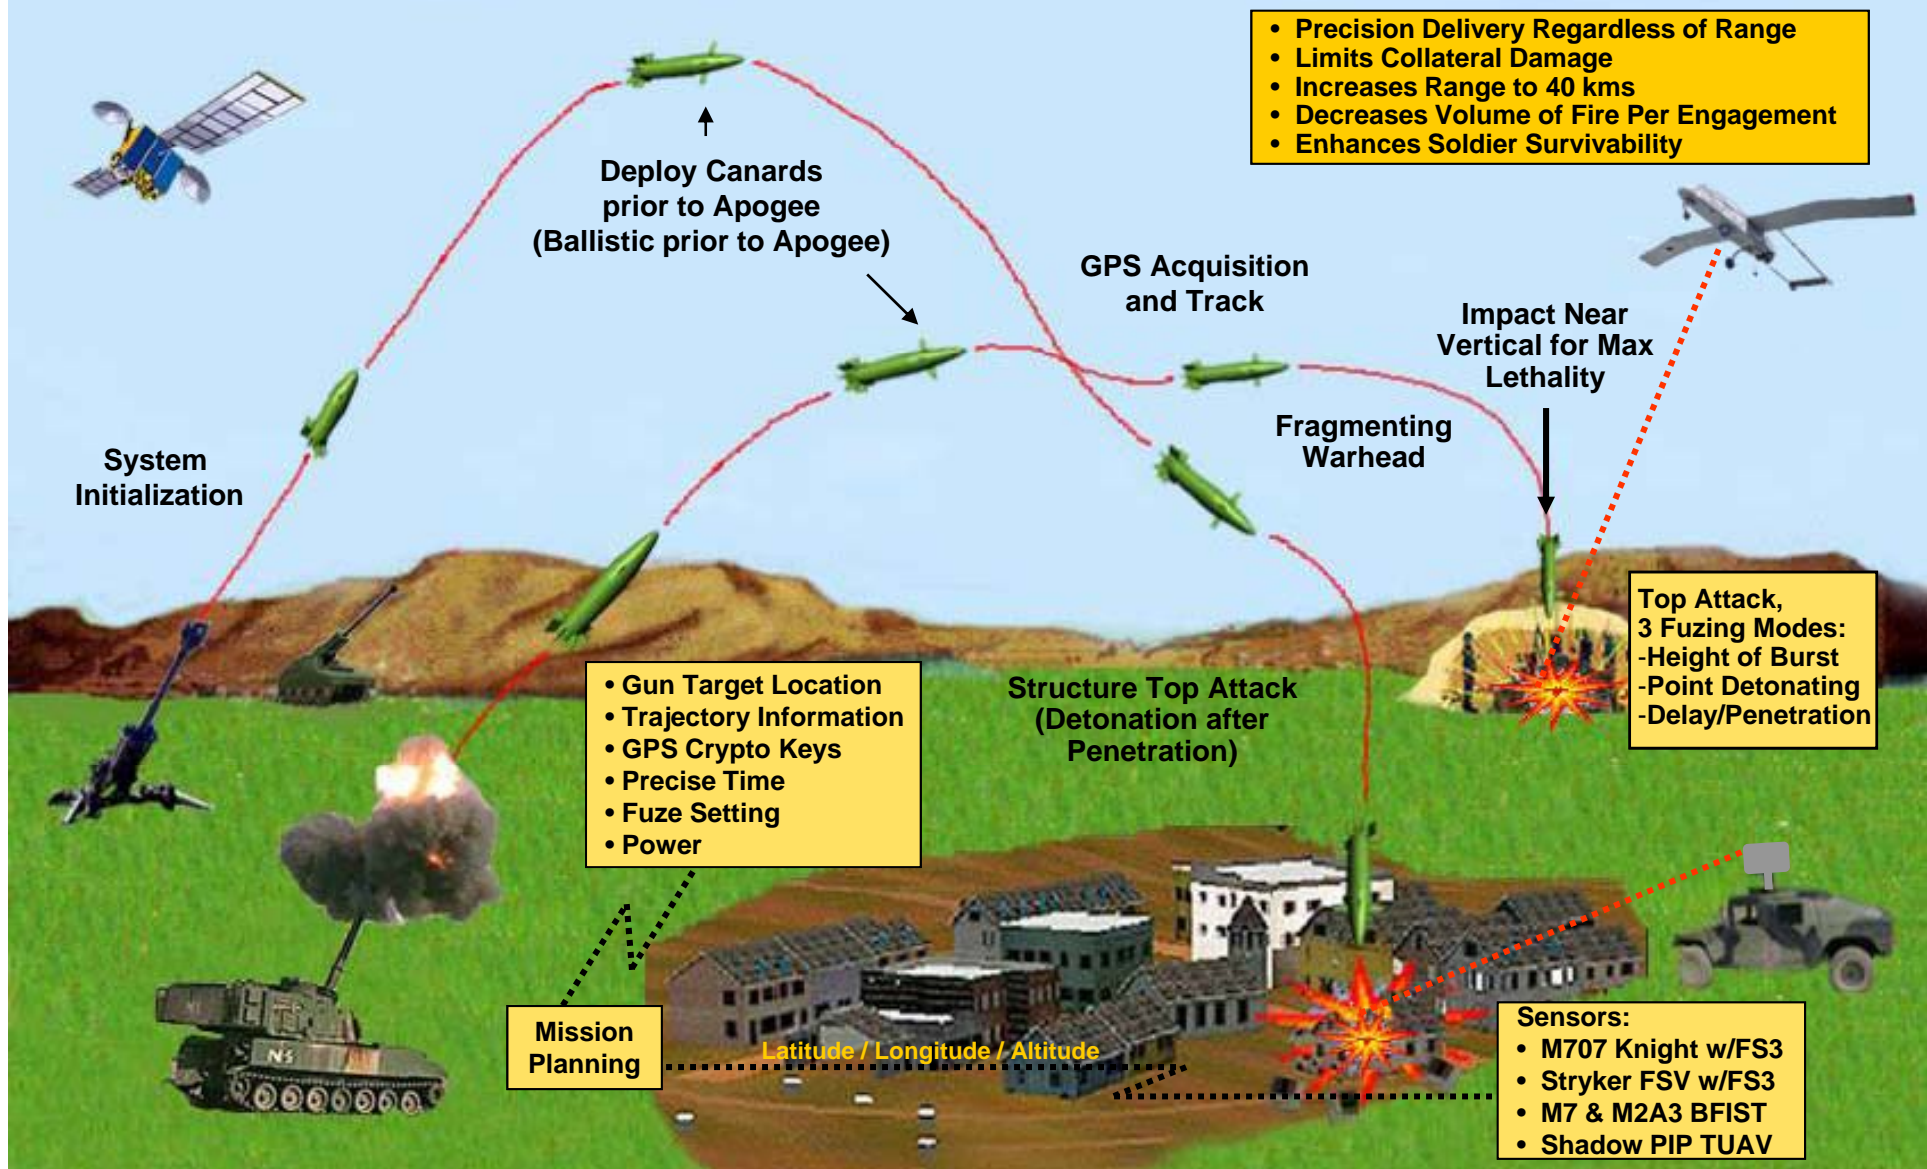 • Precision Delivery Regardless of Range
• Limits Collateral Damage
• Increases Range to 40 kms
• Decreases Volume of Fire Per Engagement
• Enhances Soldier Survivability
Deploy Canards
prior to Apogee
(Ballistic prior to Apogee)
GPS Acquisition
and Track
Impact Near
Vertical for Max
Lethality
Fragmenting
Warhead
System
Initialization
Top Attack,
3 Fuzing Modes:
-Height of Burst
-Point Detonating
-Delay/Penetration
• Gun Target Location
• Trajectory Information
• GPS Crypto Keys
• Precise Time
• Fuze Setting
• Power
Structure Top Attack
(Detonation after
Penetration)
Mission
Planning
Latitude / Longitude / Altitude
Sensors:
• M707 Knight w/FS3
• Stryker FSV w/FS3
• M7 & M2A3 BFIST
• Shadow PIP TUAV